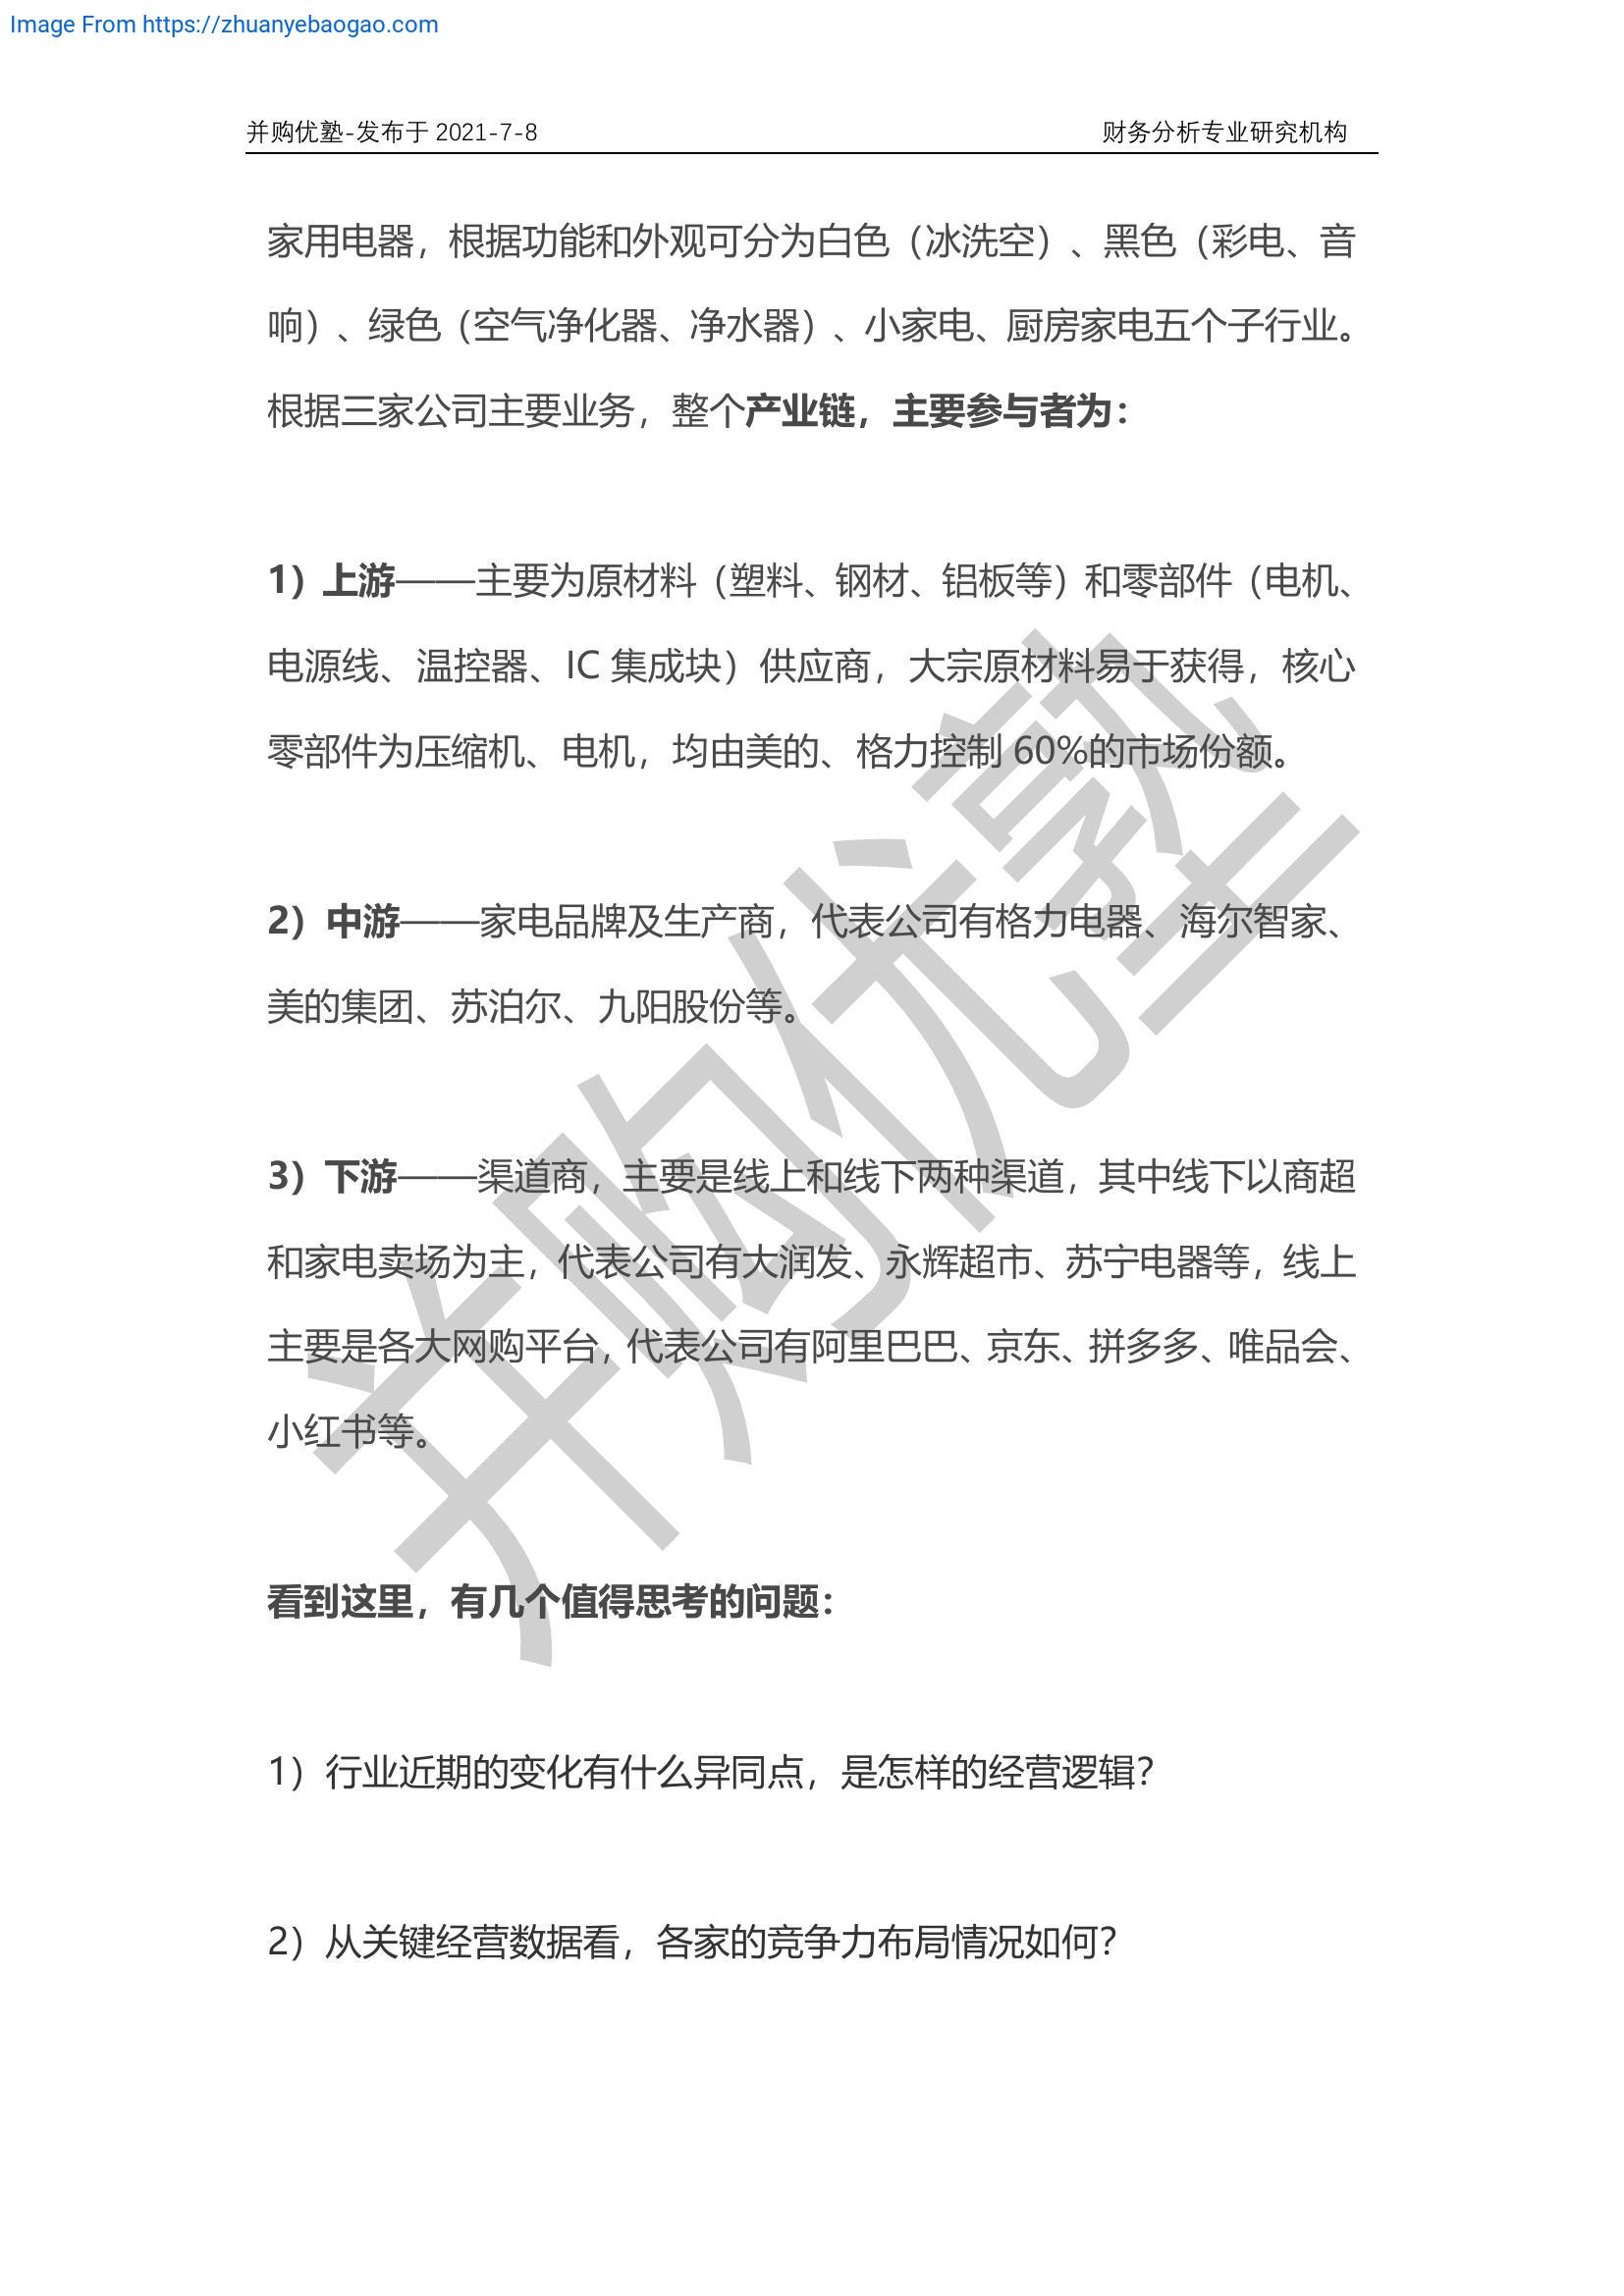 Image From https://zhuanyebaogao.com
并购优塾-发布于 2021-7-8 财务分析专业研究机构
家用电器，根据功能和外观可分为白色（冰洗空）、黑色（彩电、音
响）、绿色（空气净化器、净水器）、小家电、厨房家电五个子行业。
根据三家公司主要业务，整个产业链，主要参与者为：
1）上游——主要为原材料（塑料、钢材、铝板等）和零部件（电机、
电源线、温控器、IC 集成块）供应商，大宗原材料易于获得，核心
零部件为压缩机、电机，均由美的、格力控制 60%的市场份额。
2）中游——家电品牌及生产商，代表公司有格力电器、海尔智家、
美的集团、苏泊尔、九阳股份等。
3）下游——渠道商，主要是线上和线下两种渠道，其中线下以商超
和家电卖场为主，代表公司有大润发、永辉超市、苏宁电器等，线上
主要是各大网购平台，代表公司有阿里巴巴、京东、拼多多、唯品会、
小红书等。
看到这里，有几个值得思考的问题：
1）行业近期的变化有什么异同点，是怎样的经营逻辑？
2）从关键经营数据看，各家的竞争力布局情况如何？
并购优塾